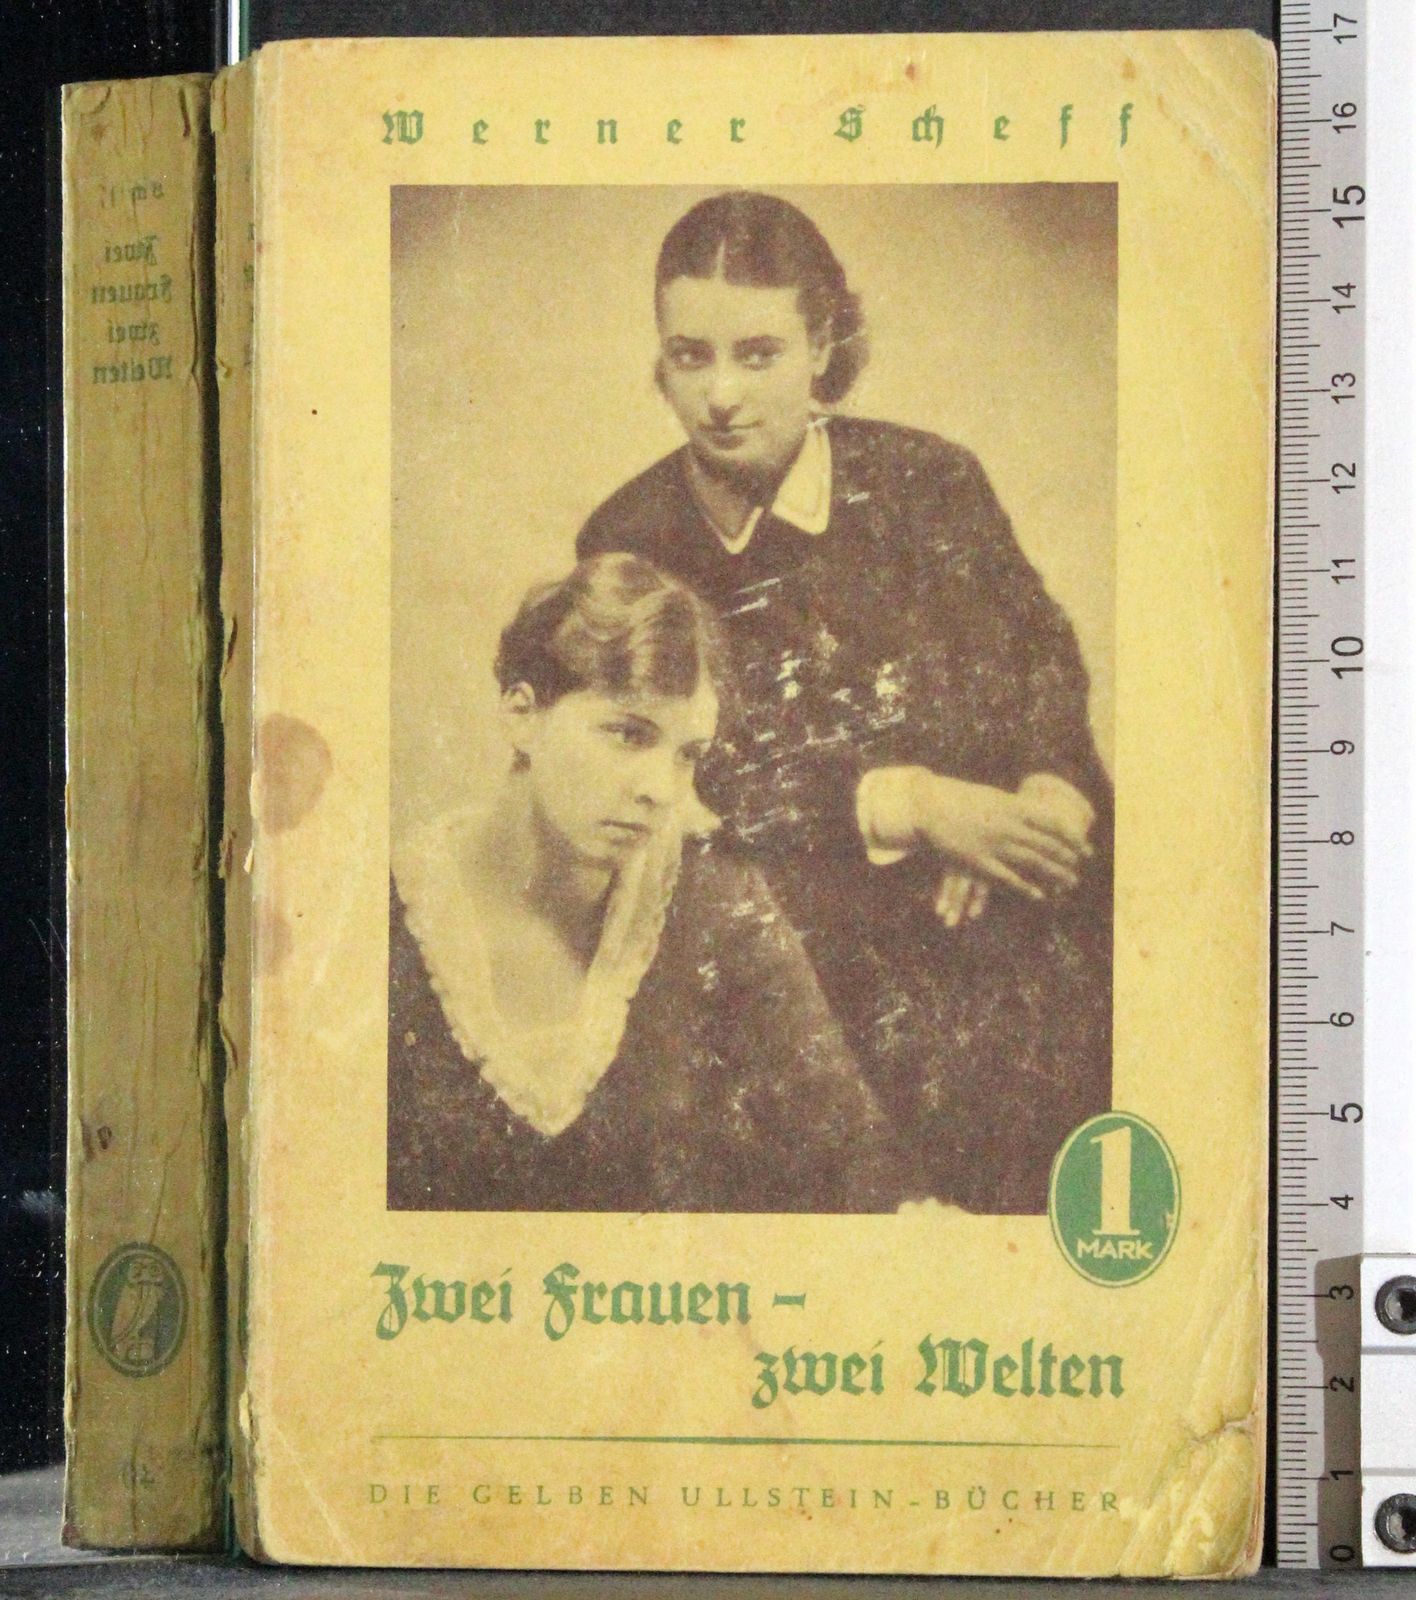 Werner Scheff
1
MARK
Zwei Frauen –
zwei Welten
DIE GELBEN ULLSTEIN-BÜCHER
Zwei
Frauen
zwei
Welten
17
16
15
14
13
12
11
10
9
8
7
6
5
4
3
2
1
0